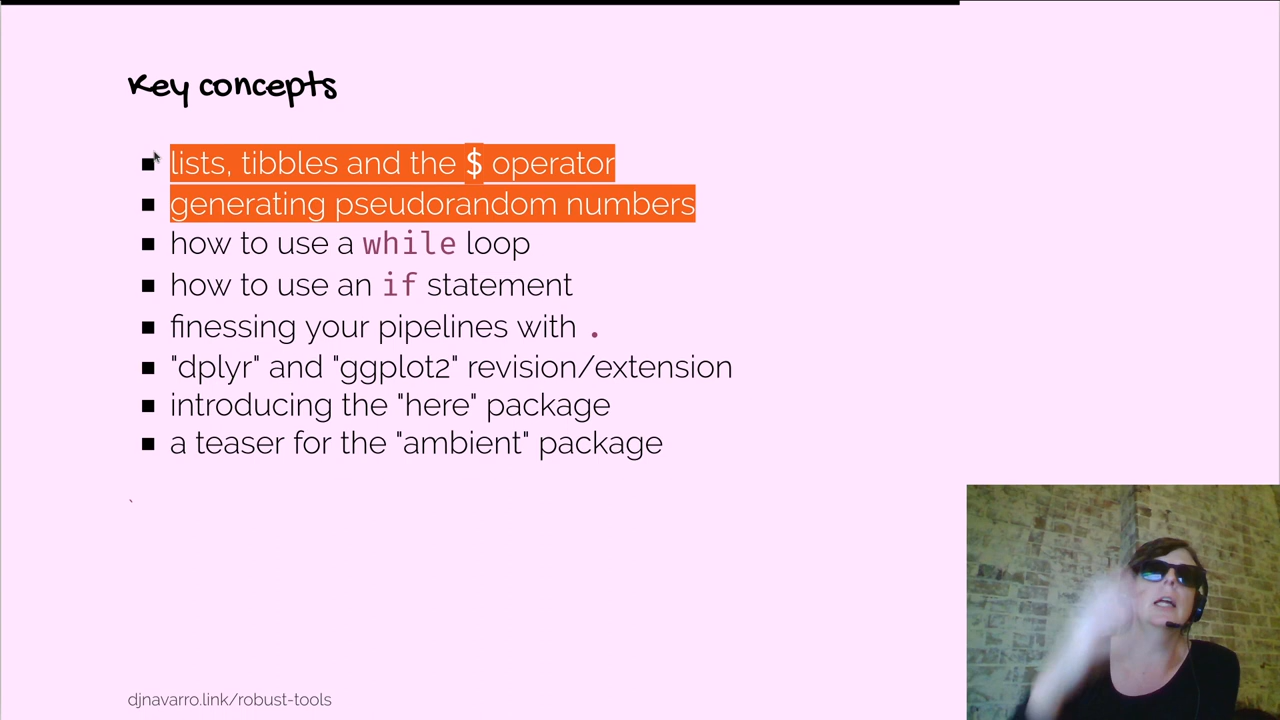 Key concepts
lists, tibbles and the $ operator
generating pseudorandom numbers
how to use a while loop
how to use an if statement
finessing your pipelines with .
"dplyr" and "ggplot2" revision/extension
introducing the "here" package
a teaser for the "ambient" package
`
djnavarro.link/robust-tools